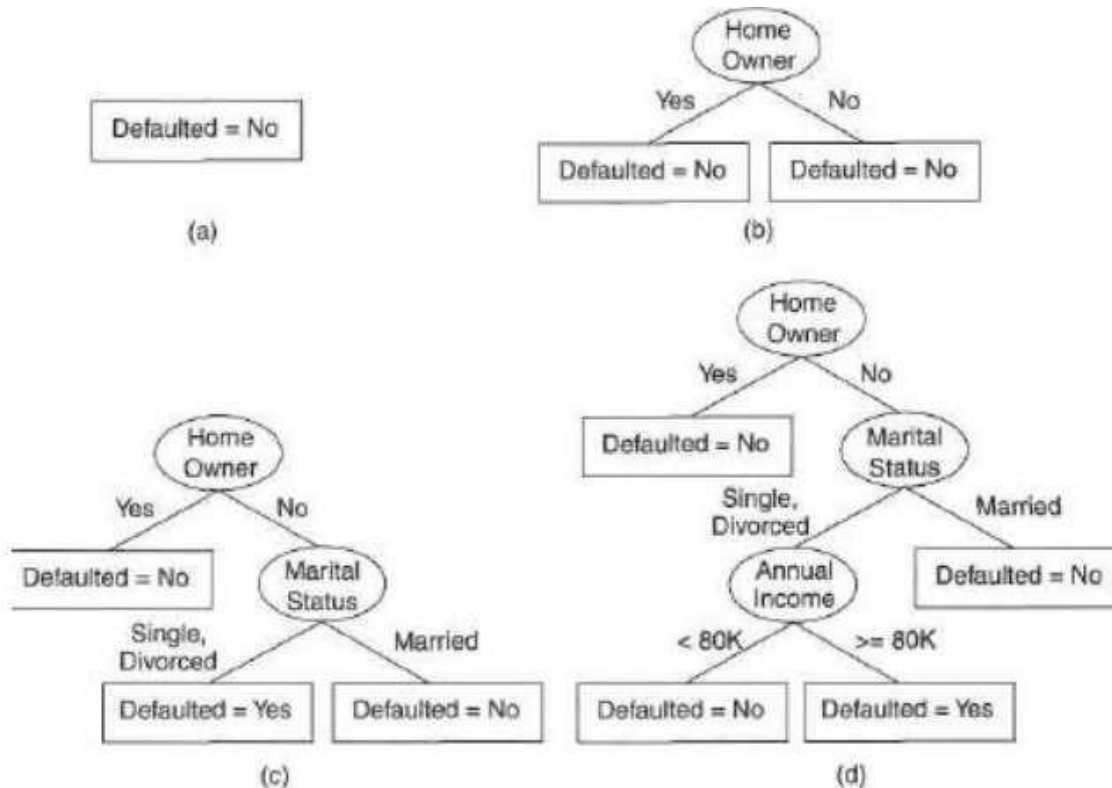 Defaulted = No
(a)
Home
Owner
Yes
No
Defaulted = No
Defaulted = No
(b)
Home
Owner
Yes
No
Defaulted = No
Marital
Status
Single,
Divorced
Married
Defaulted = Yes
Defaulted = No
(c)
Home
Owner
Yes
No
Defaulted = No
Marital
Status
Single,
Divorced
Married
Annual
Income
Defaulted = No
< 80K
>= 80K
Defaulted = No
Defaulted = Yes
(d)